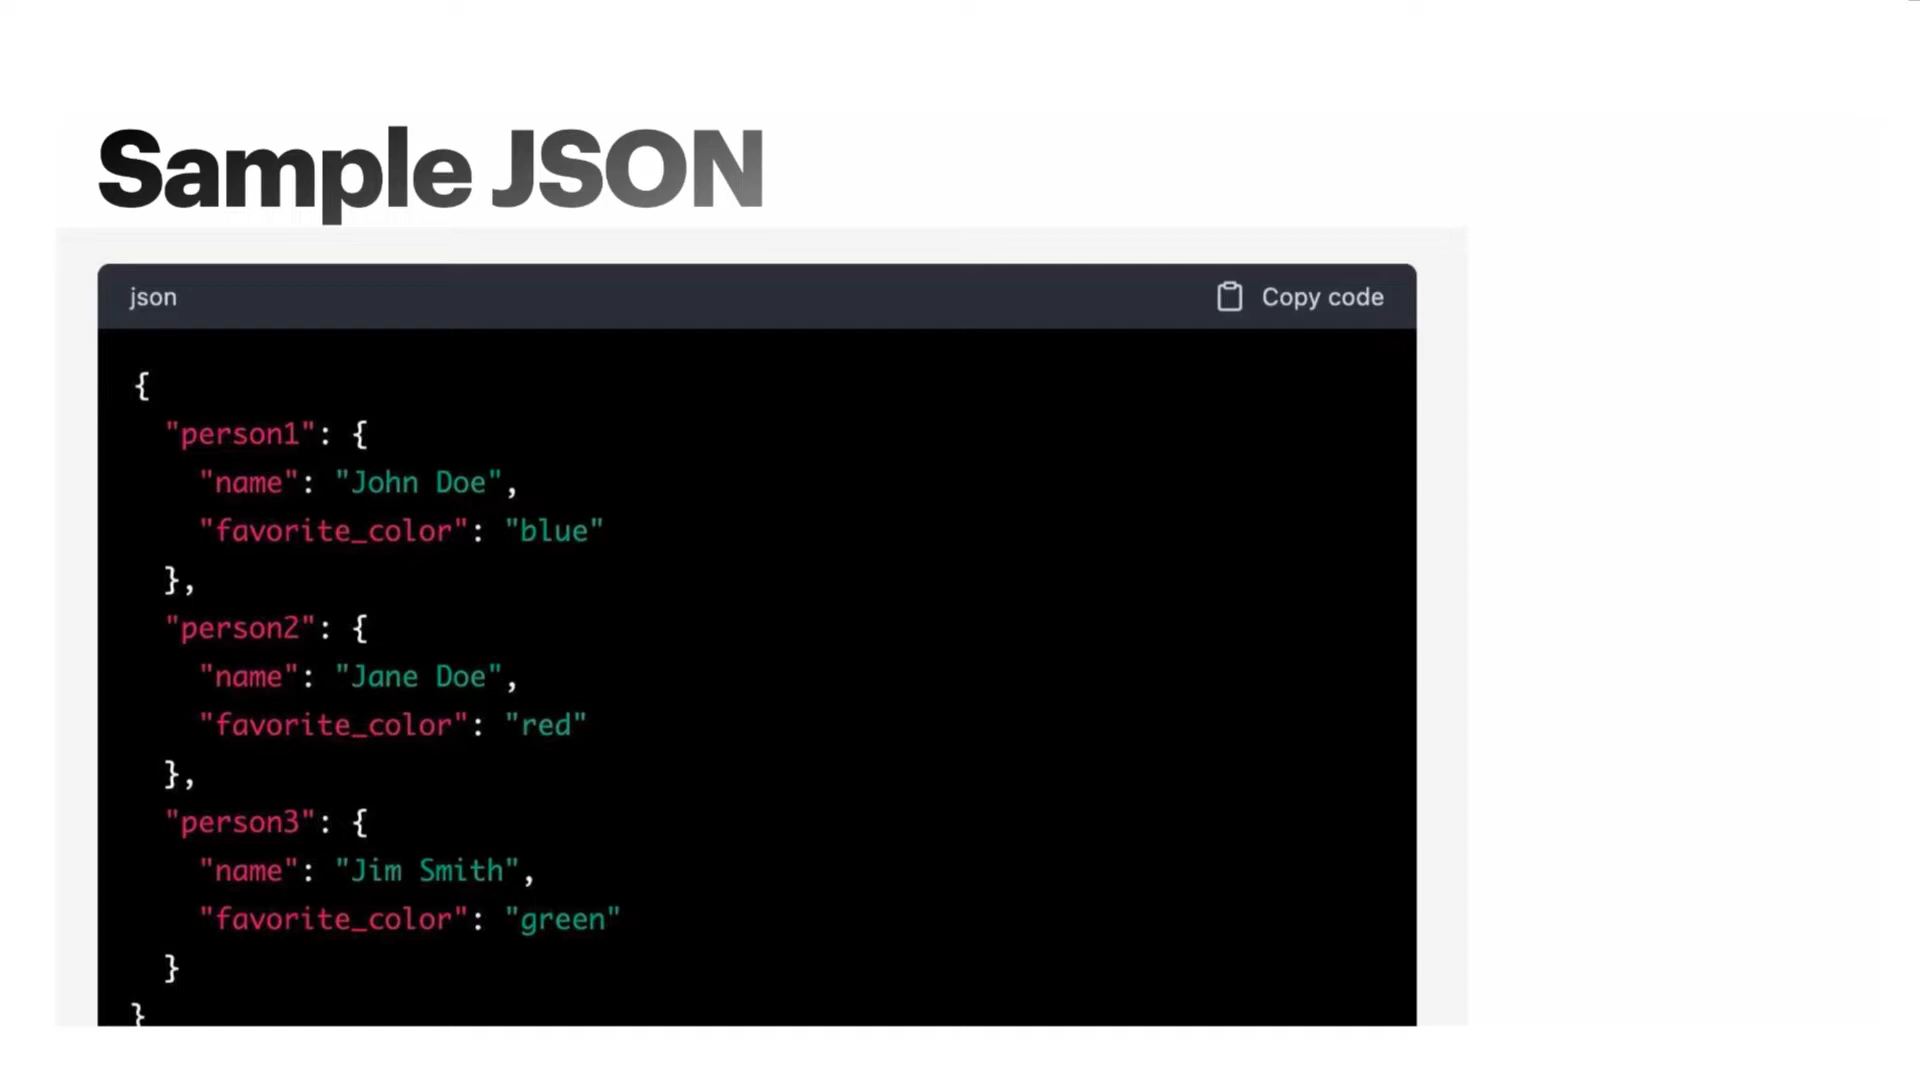 Sample JSON
json Copy code
{
"person1": {
"name": "John Doe",
"favorite_color": "blue"
},
"person2": {
"name": "Jane Doe",
"favorite_color": "red"
},
"person3": {
"name": "Jim Smith",
"favorite_color": "green"
}
}